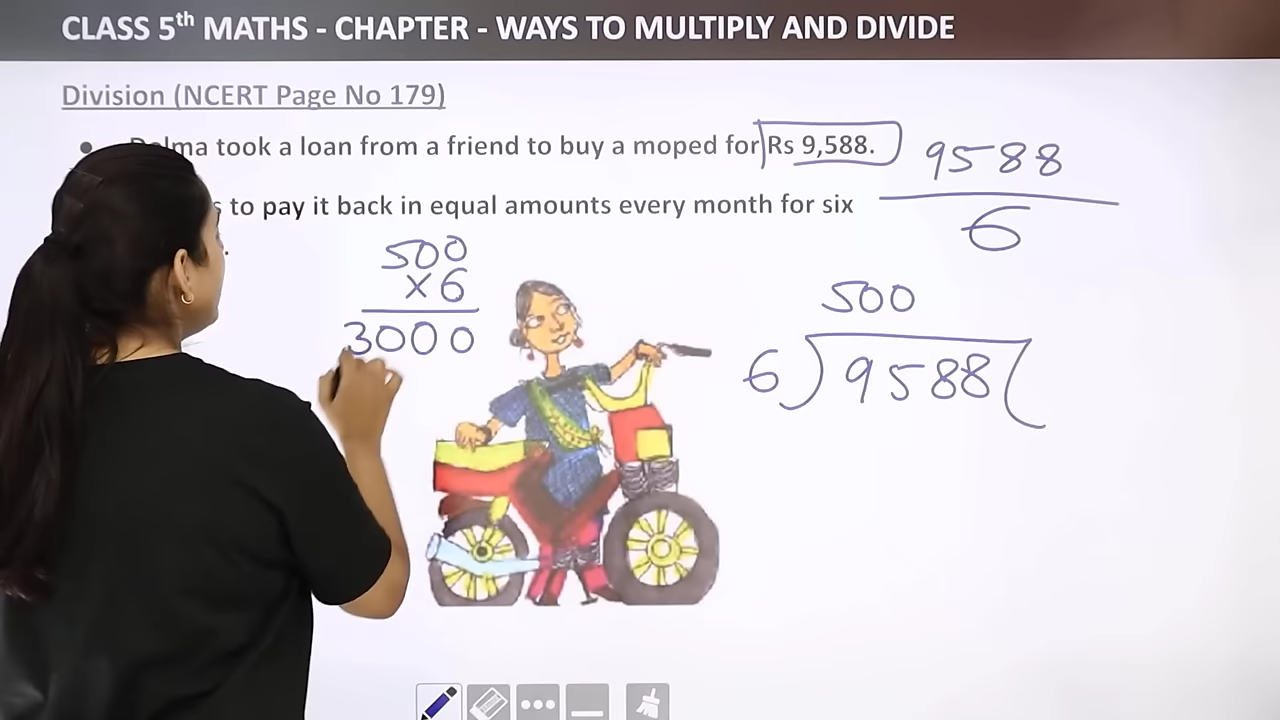 CLASS 5th MATHS - CHAPTER - WAYS TO MULTIPLY AND DIVIDE
Division (NCERT Page No 179)
• took a loan from a friend to buy a moped for Rs 9,588.
to pay it back in equal amounts every month for six
9588
6
500
×6
3000
500
6)9588(